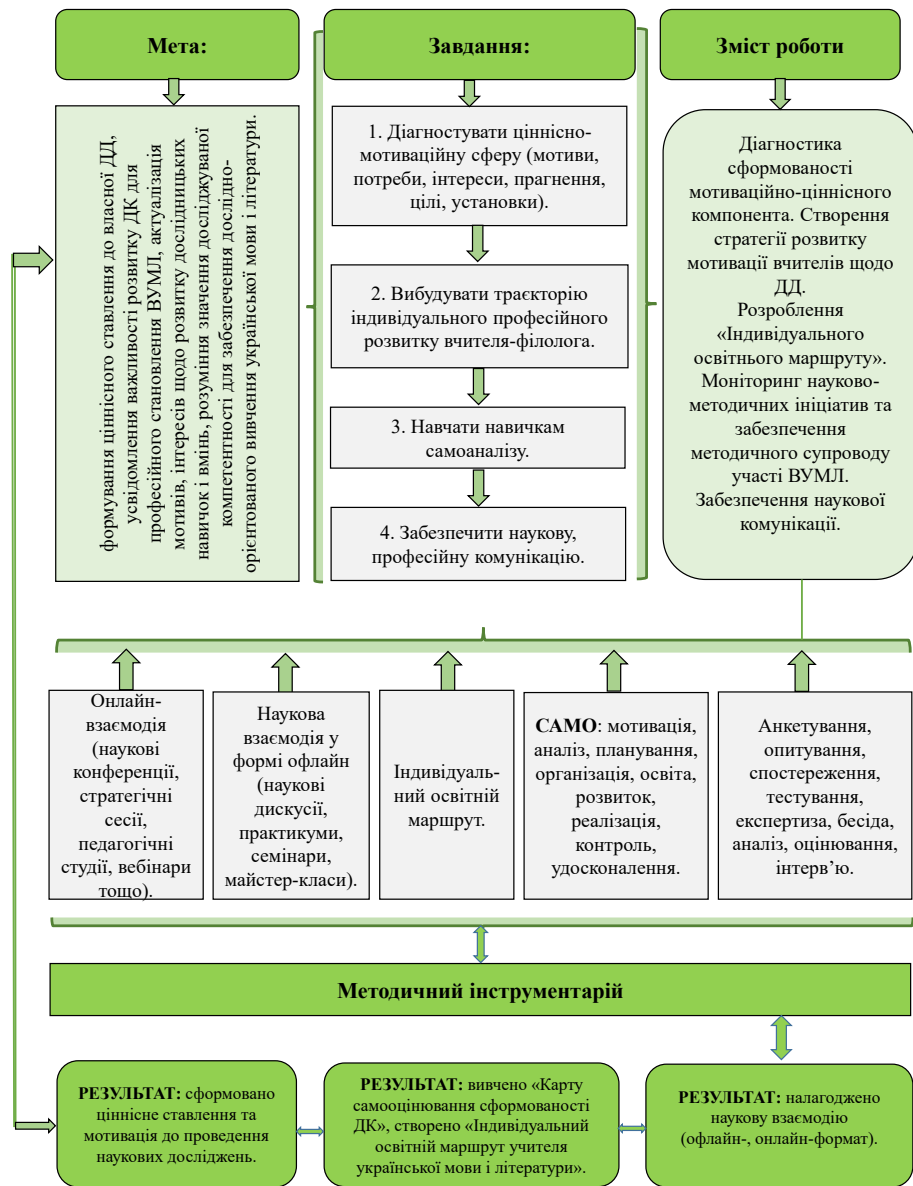 Мета:
Завдання:
Зміст роботи
формування ціннісного ставлення до власної ДД,
усвідомлення важливості розвитку ДК для
професійного становлення ВУМЛ, актуалізація
мотивів, інтересів щодо розвитку дослідницьких
навичок і вмінь, розуміння значення досліджуваної
компетентності для забезпечення дослідно-
орієнтованого вивчення української мови і літератури.
1. Діагностувати ціннісно-
мотиваційну сферу (мотиви,
потреби, інтереси, прагнення,
цілі, установки).
2. Вибудувати траєкторію
індивідуального професійного
розвитку вчителя-філолога.
3. Навчати навичкам
самоаналізу.
4. Забезпечити наукову,
професійну комунікацію.
Діагностика
сформованості
мотиваційно-ціннісного
компонента. Створення
стратегії розвитку
мотивації вчителів щодо
ДД.
Розроблення
«Індивідуального
освітнього маршруту».
Моніторинг науково-
методичних ініціатив та
забезпечення
методичного супроводу
участі ВУМЛ.
Забезпечення наукової
комунікації.
Онлайн-
взаємодія
(наукові
конференції,
стратегічні
сесії,
педагогічні
студії, вебінари
тощо).
Наукова
взаємодія у
формі офлайн
(наукові
дискусії,
практикуми,
семінари,
майстер-класи).
Індивідуаль-
ний освітній
маршрут.
САМО: мотивація,
аналіз, планування,
організація, освіта,
розвиток,
реалізація,
контроль,
удосконалення.
Анкетування,
опитування,
спостереження,
тестування,
експертиза, бесіда,
аналіз, оцінювання,
інтерв’ю.
Методичний інструментарій
РЕЗУЛЬТАТ: сформовано
ціннісне ставлення та
мотивація до проведення
наукових досліджень.
РЕЗУЛЬТАТ: вивчено «Карту
самооцінювання сформованості
ДК», створено «Індивідуальний
освітній маршрут учителя
української мови і літератури».
РЕЗУЛЬТАТ: налагоджено
наукову взаємодію
(офлайн-, онлайн-формат).